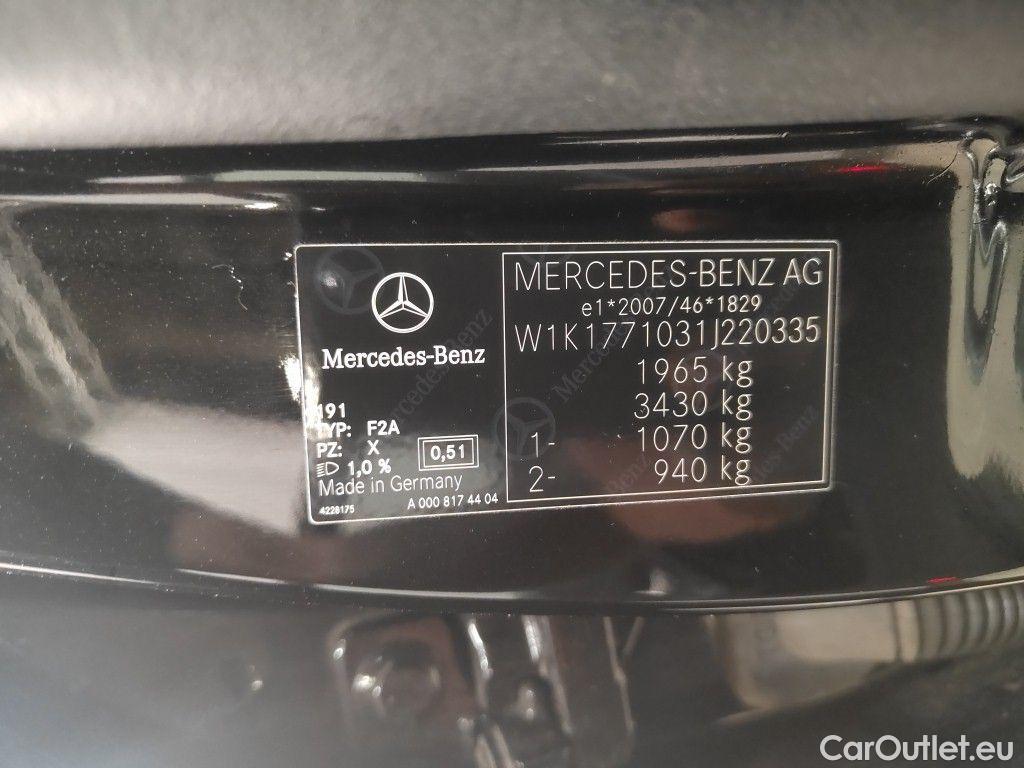 Mercedes-Benz
191
TYP: F2A
PZ: X
1,0 %
0,51
Made in Germany
4228175
A 000 817 44 04
MERCEDES-BENZ AG
e1*2007/46*1829
W1K1771031J220335
1965 kg
3430 kg
1- 1070 kg
2- 940 kg
CarOutlet.eu